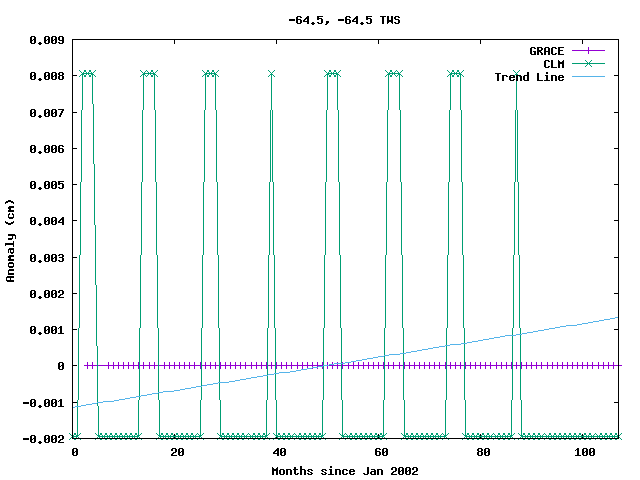 -64.5, -64.5 TWS
GRACE
CLM
Trend Line
0.009
0.008
0.007
0.006
0.005
0.004
0.003
0.002
0.001
0
-0.001
-0.002
Anomaly (cm)
0 20 40 60 80 100
Months since Jan 2002